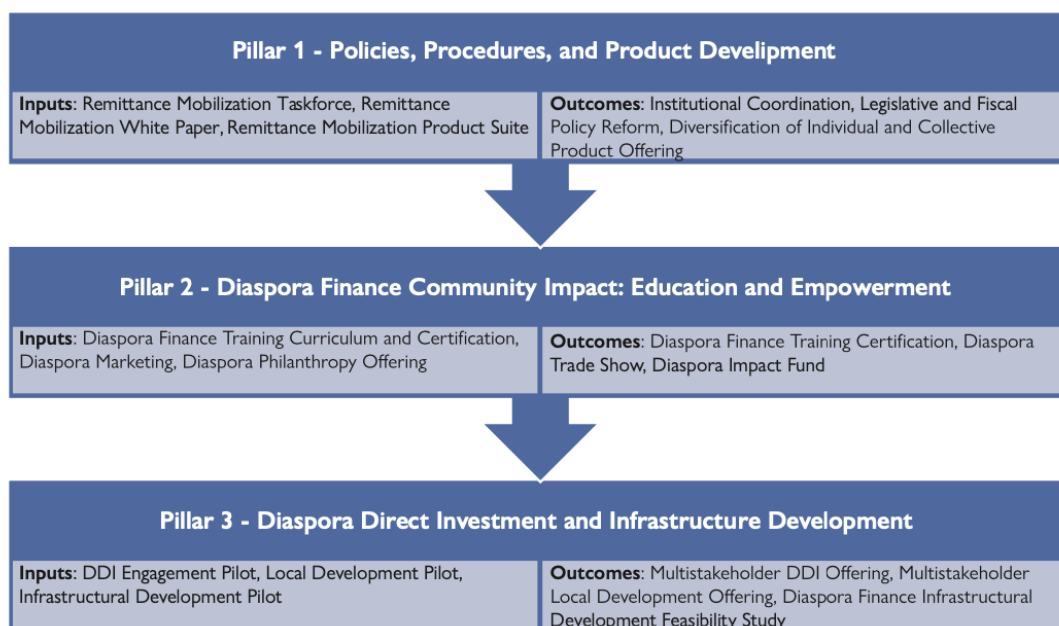 Pillar 1 - Policies, Procedures, and Product Develipment
Inputs: Remittance Mobilization Taskforce, Remittance
Mobilization White Paper, Remittance Mobilization Product Suite
Outcomes: Institutional Coordination, Legislative and Fiscal
Policy Reform, Diversification of Individual and Collective
Product Offering
Pillar 2 - Diaspora Finance Community Impact: Education and Empowerment
Inputs: Diaspora Finance Training Curriculum and Certification,
Diaspora Marketing, Diaspora Philanthropy Offering
Outcomes: Diaspora Finance Training Certification, Diaspora
Trade Show, Diaspora Impact Fund
Pillar 3 - Diaspora Direct Investment and Infrastructure Development
Inputs: DDI Engagement Pilot, Local Development Pilot,
Infrastructural Development Pilot
Outcomes: Multistakeholder DDI Offering, Multistakeholder
Local Development Offering, Diaspora Finance Infrastructural
Development Feasibility Study